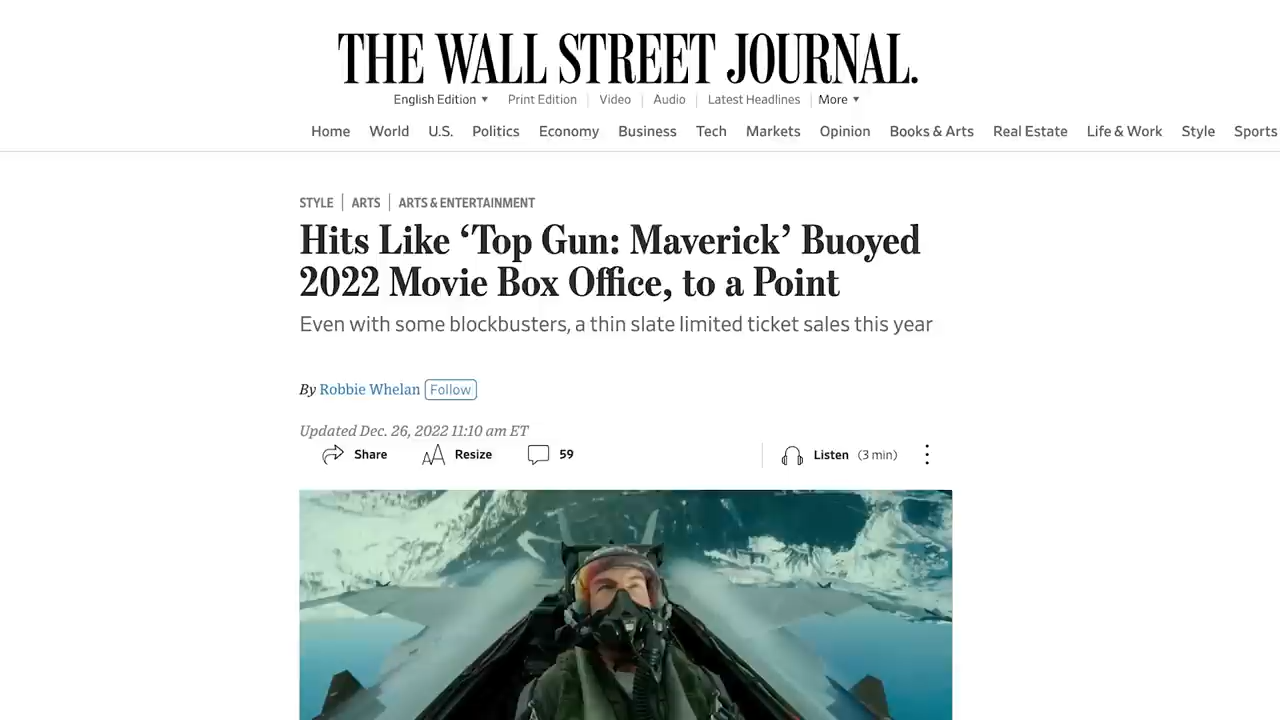 THE WALL STREET JOURNAL.
English Edition ▼ Print Edition Video Audio Latest Headlines More ▼
Home World U.S. Politics Economy Business Tech Markets Opinion Books & Arts Real Estate Life & Work Style Sports
STYLE | ARTS | ARTS & ENTERTAINMENT
Hits Like ‘Top Gun: Maverick’ Buoyed
2022 Movie Box Office, to a Point
Even with some blockbusters, a thin slate limited ticket sales this year
By Robbie Whelan Follow
Updated Dec. 26, 2022 11:10 am ET
Share AA Resize 59 Listen (3 min)